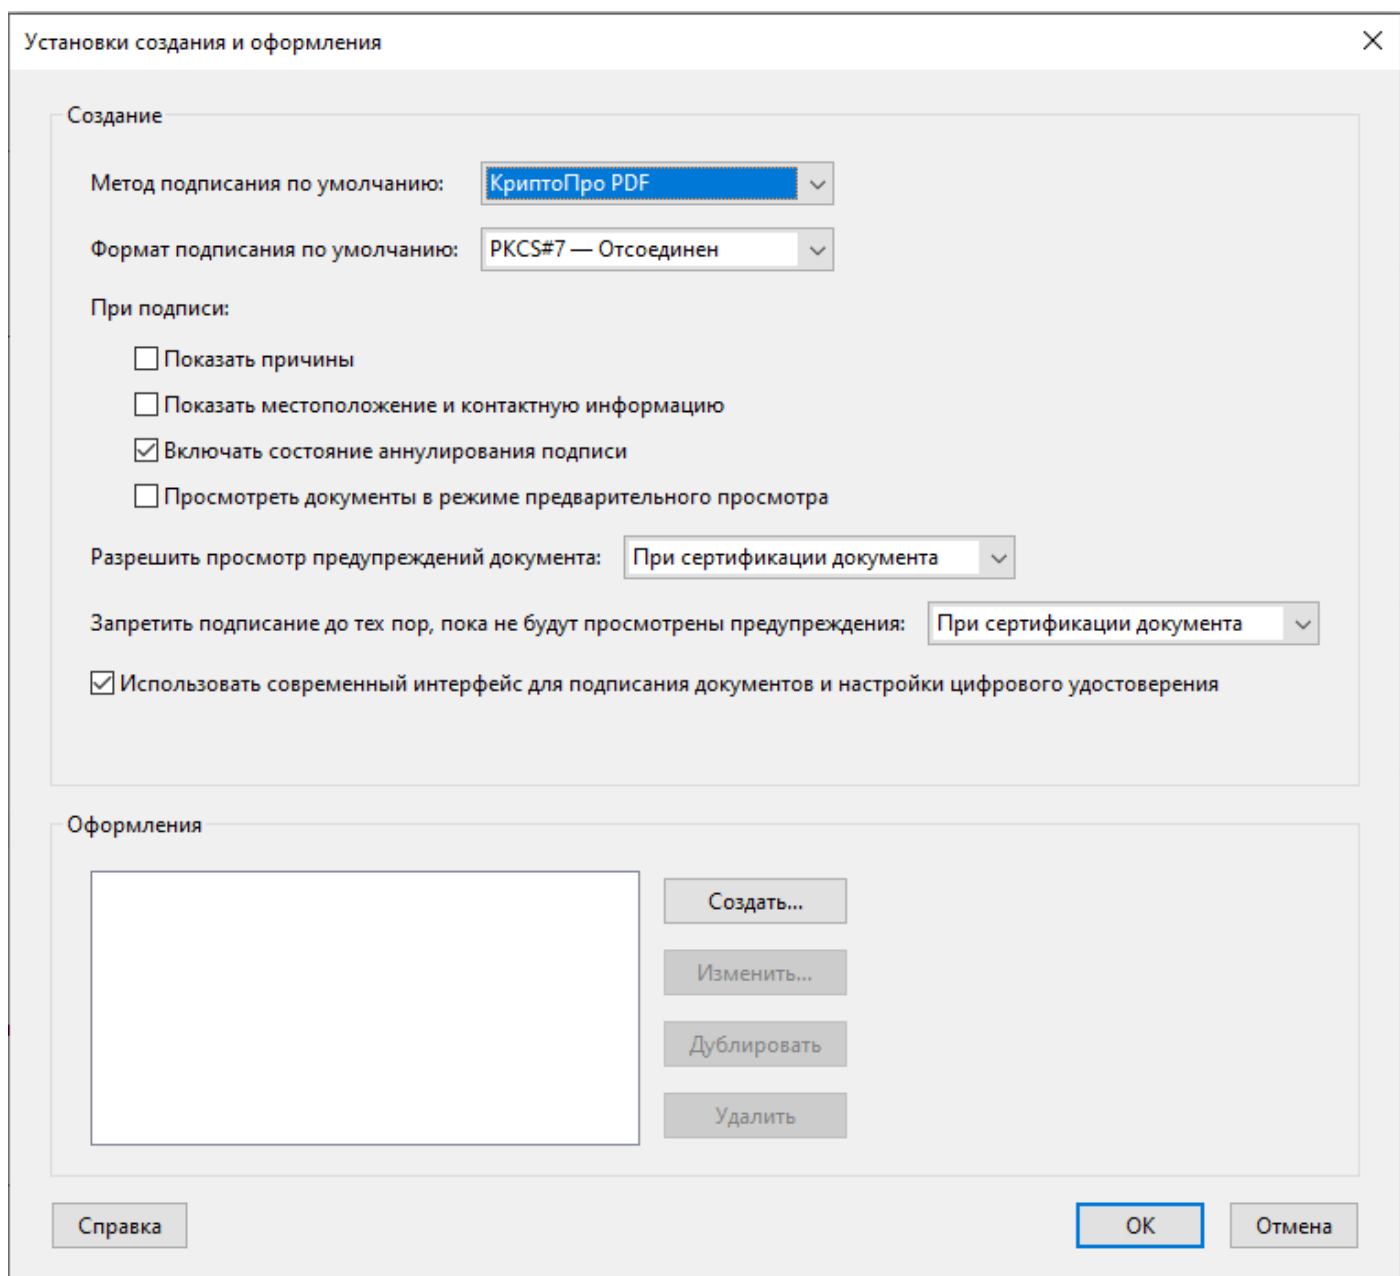 Установки создания и оформления
Создание
Метод подписания по умолчанию: КриптоПро PDF
Формат подписания по умолчанию: PKCS#7 — Отсоединен
При подписи:
Показать причины
Показать местоположение и контактную информацию
Включать состояние аннулирования подписи
Просмотреть документы в режиме предварительного просмотра
Разрешить просмотр предупреждений документа: При сертификации документа
Запретить подписание до тех пор, пока не будут просмотрены предупреждения: При сертификации документа
Использовать современный интерфейс для подписания документов и настройки цифрового удостоверения
Оформления
Создать...
Изменить...
Дублировать
Удалить
Справка ОК Отмена